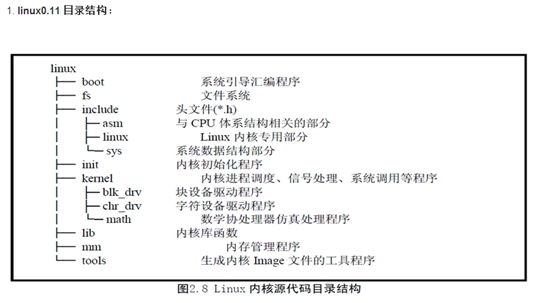 1. linux0.11 目录结构：
linux
├── boot 系统引导汇编程序
├── fs 文件系统
├── include 头文件(*.h)
│ ├─ asm 与 CPU 体系结构相关的部分
│ ├─ linux Linux 内核专用部分
│ └─ sys 系统数据结构部分
├── init 内核初始化程序
├── kernel 内核进程调度、信号处理、系统调用等程序
│ ├─ blk_drv 块设备驱动程序
│ ├─ chr_drv 字符设备驱动程序
│ └─ math 数学协处理器仿真处理程序
├── lib 内核库函数
├── mm 内存管理程序
└── tools 生成内核 Image 文件的工具程序
图2.8 Linux 内核源代码目录结构